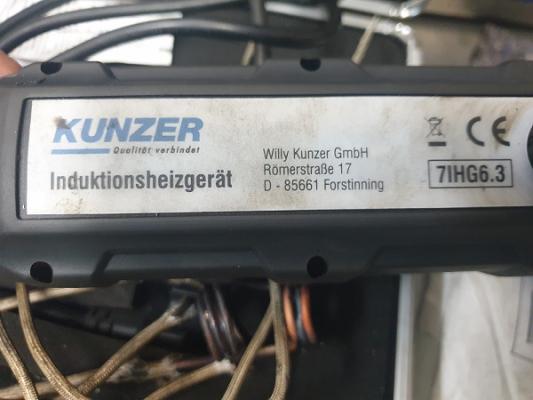 KUNZER
Qualität verbindet
Induktionsheizgerät
Willy Kunzer GmbH
Römerstraße 17
D - 85661 Forstinning
CE
7IHG6.3